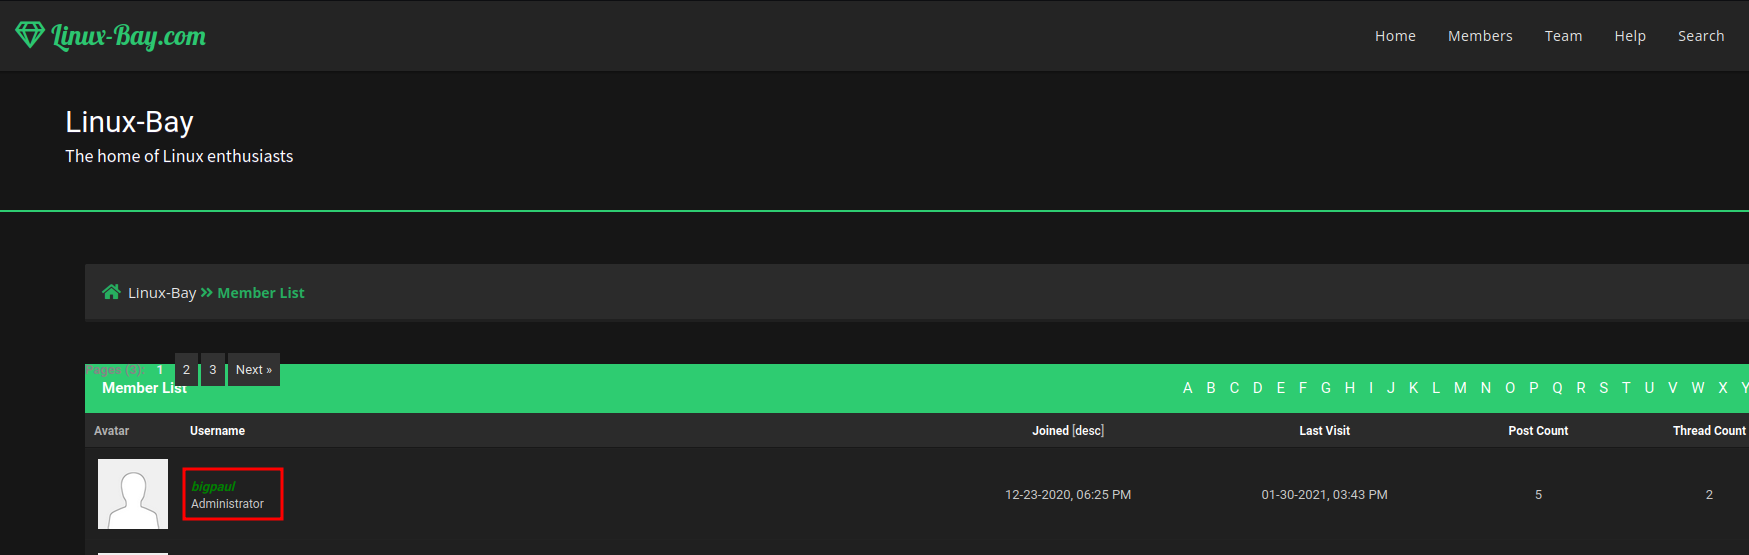 Linux-Bay.com
Home Members Team Help Search
Linux-Bay
The home of Linux enthusiasts
Linux-Bay » Member List
Pages (3): 1 2 3 Next »
Member List A B C D E F G H I J K L M N O P Q R S T U V W X Y
Avatar Username Joined [desc] Last Visit Post Count Thread Count
bigpaul
Administrator
12-23-2020, 06:25 PM 01-30-2021, 03:43 PM 5 2